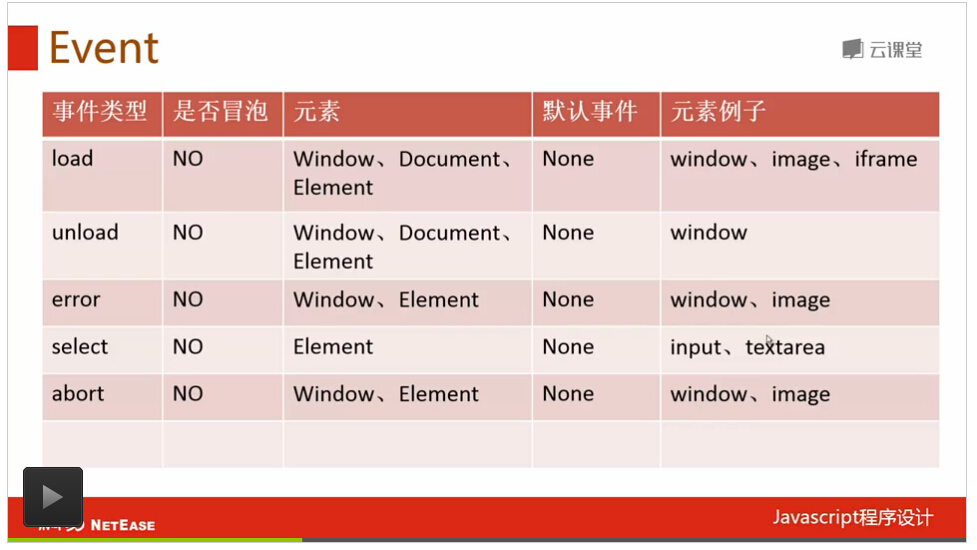 Event
云课堂
事件类型 是否冒泡 元素 默认事件 元素例子
load NO Window、Document、 None window、image、iframe
Element
unload NO Window、Document、 None window
Element
error NO Window、Element None window、image
select NO Element None input、textarea
abort NO Window、Element None window、image
NETEASE
Javascript程序设计